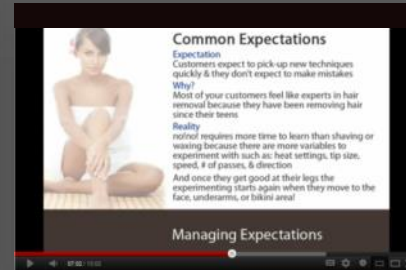 Common Expectations
Expectation
Customers expect to pick-up new techniques
quickly & they don't expect to make mistakes
Why?
Most of your customers feel like experts in hair
removal because they have been removing hair
since their teens
Reality
no!no! requires more time to learn than shaving or
waxing because there are more variables to
experiment with such as: heat settings, tip size,
speed, # of passes, & direction
And once they get good at their legs the
experimenting starts again when they move to the
face, underarms, or bikini area!
Managing Expectations